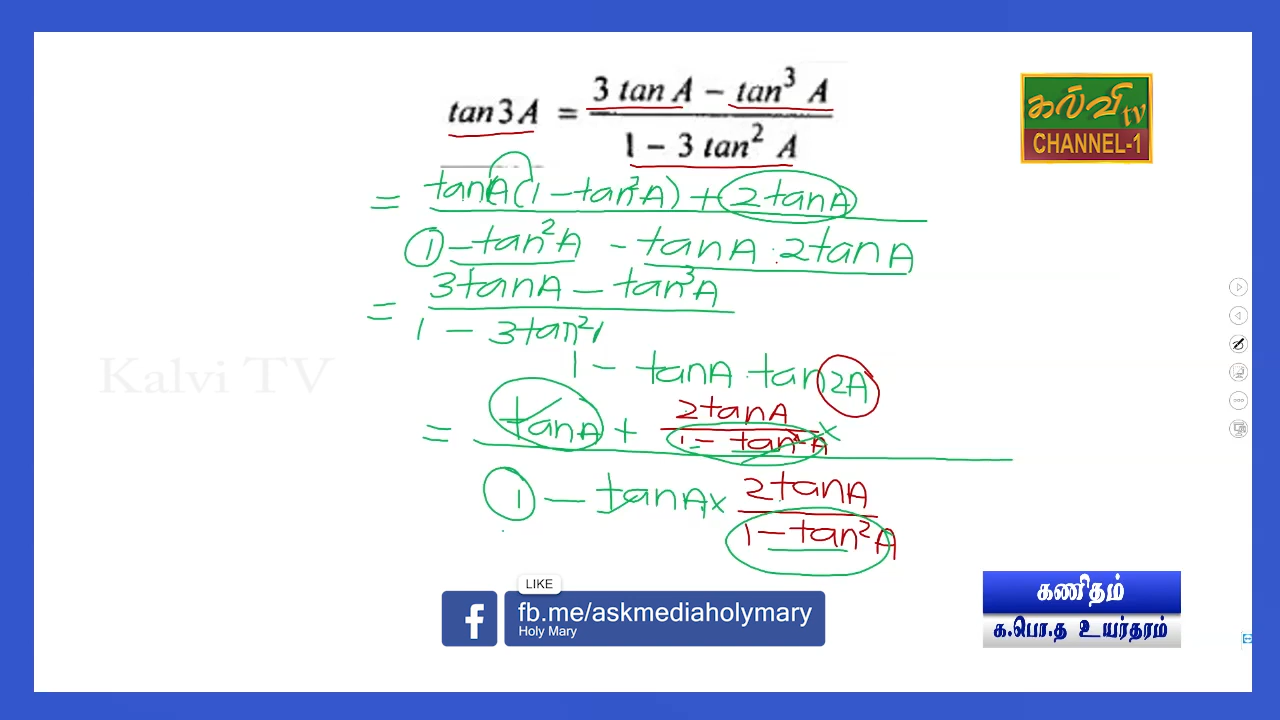 tan3A = (3 tan A − tan³ A) / (1 − 3 tan² A)
கல்வி tv
CHANNEL-1
= (tanA(1 − tan²A) + 2tanA) / (1 − tan²A − tanA · 2tanA)
= (3tanA − tan³A) / (1 − 3tan²A)
1 − tanA · tan2A
= (tanA + 2tanA / (1 − tan²A)) / (1 − tanA × 2tanA / (1 − tan²A))
Kalvi TV
LIKE
fb.me/askmediaholymary
Holy Mary
கணிதம்
க.பொ.த உயர்தரம்